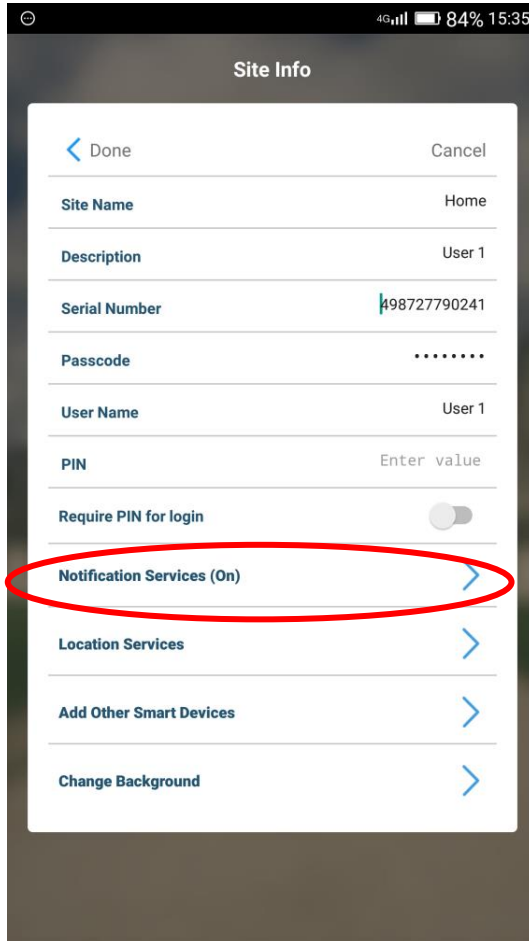 4G 84% 15:35
Site Info
Done Cancel
Site Name Home
Description User 1
Serial Number 498727790241
Passcode ••••••••
User Name User 1
PIN Enter value
Require PIN for login
Notification Services (On)
Location Services
Add Other Smart Devices
Change Background